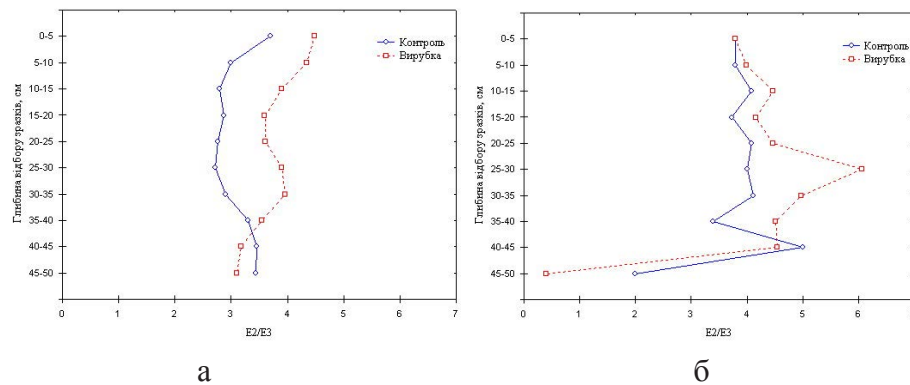 Глибина відбору зразків, см
0-5
5-10
10-15
15-20
20-25
25-30
30-35
35-40
40-45
45-50
0 1 2 3 4 5 6 7
E2/E3
Контроль
Вирубка
а
Глибина відбору зразків, см
0-5
5-10
10-15
15-20
20-25
25-30
30-35
35-40
40-45
45-50
0 1 2 3 4 5 6
E2/E3
Контроль
Вирубка
б